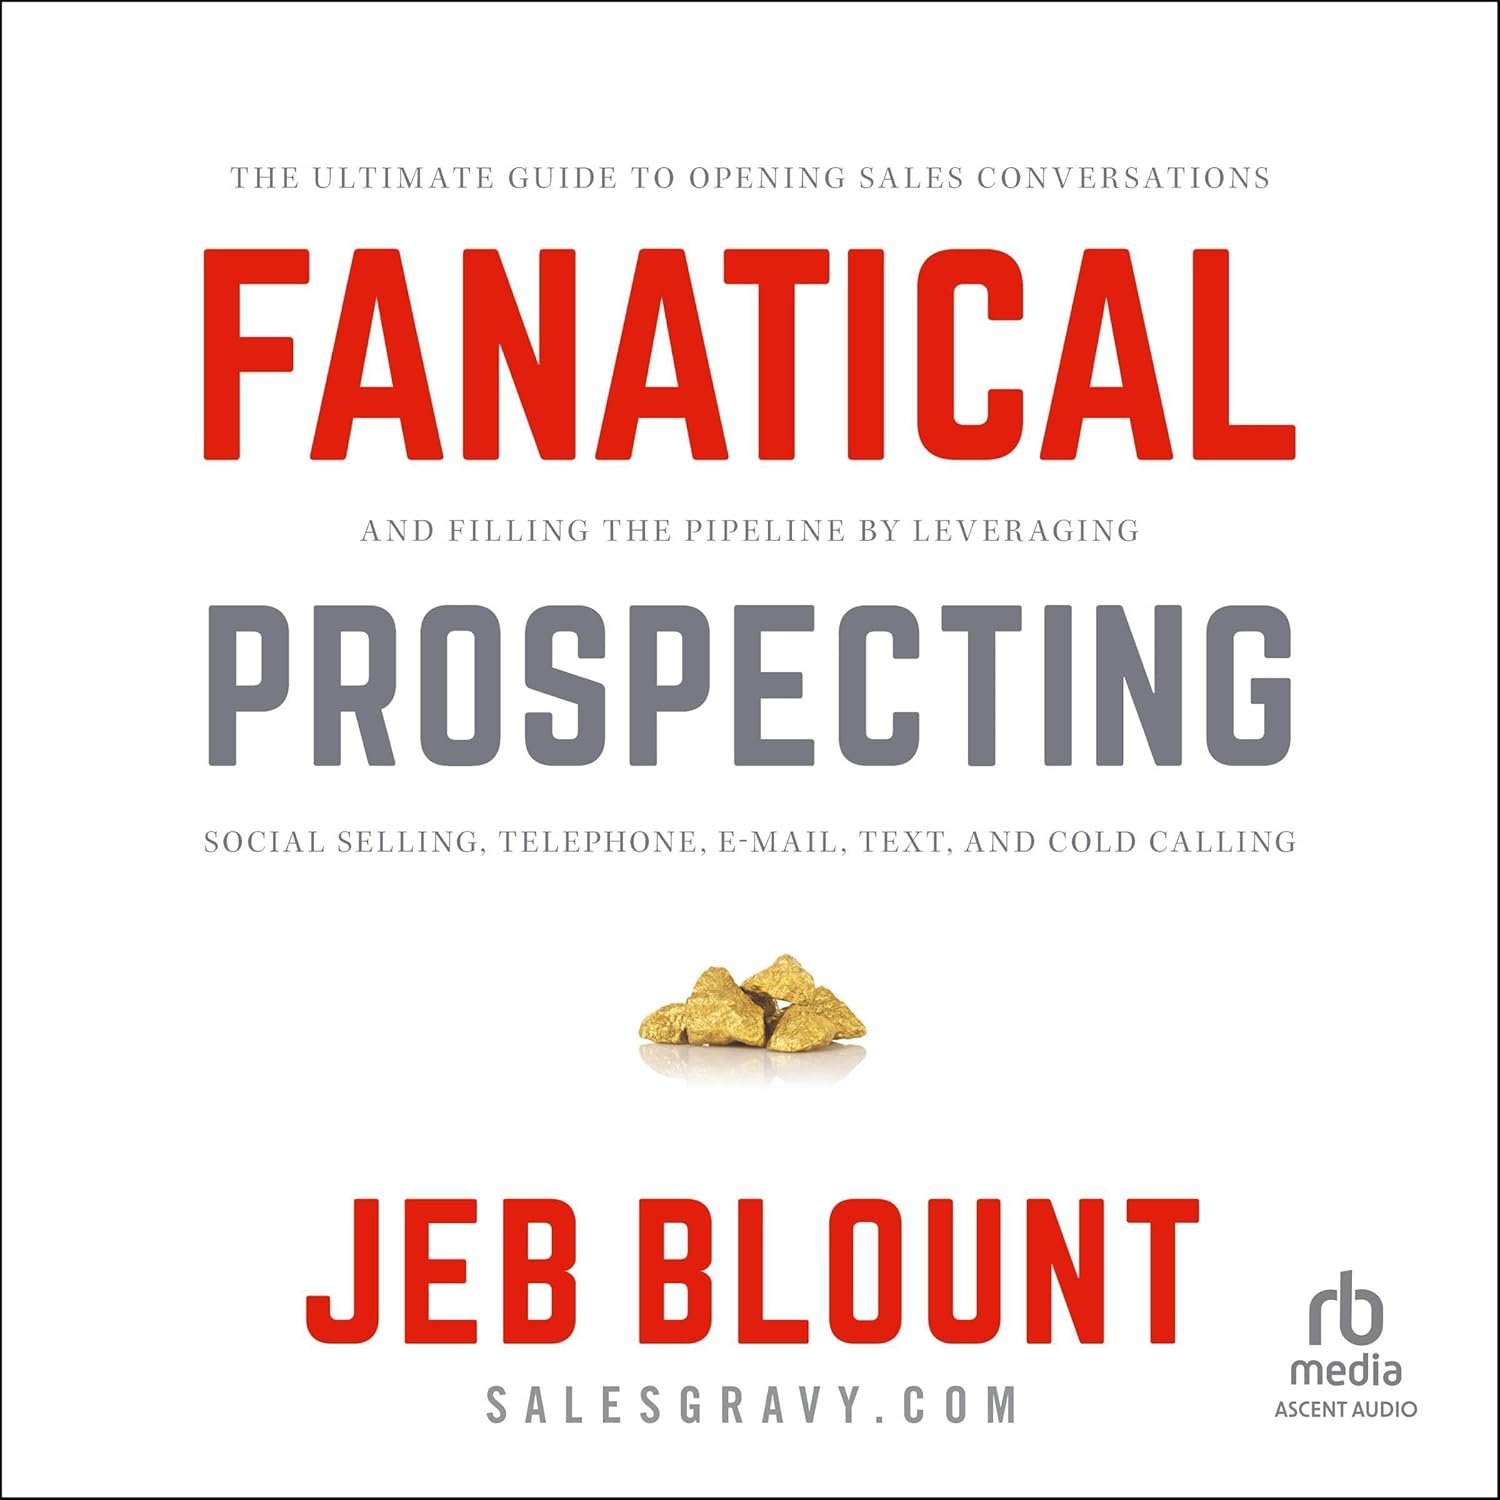 THE ULTIMATE GUIDE TO OPENING SALES CONVERSATIONS
FANATICAL
AND FILLING THE PIPELINE BY LEVERAGING
PROSPECTING
SOCIAL SELLING, TELEPHONE, E-MAIL, TEXT, AND COLD CALLING
JEB BLOUNT
SALESGRAVY.COM
rb
media
ASCENT AUDIO